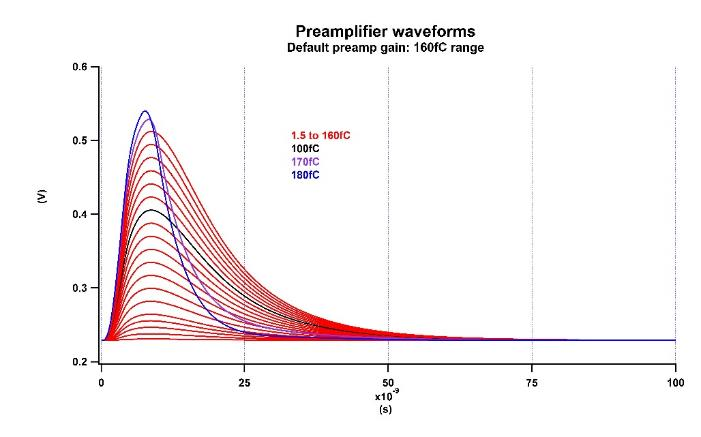 Preamplifier waveforms
Default preamp gain: 160fC range
0.6
0.5
0.4
0.3
0.2
(V)
1.5 to 160fC
100fC
170fC
180fC
0 25 50 75 100
x10⁻⁹
(s)